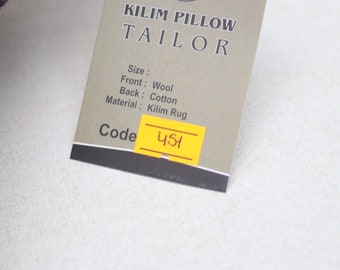 KILIM PILLOW
TAILOR
Size :
Front : Wool
Back : Cotton
Material : Kilim Rug
Code 451